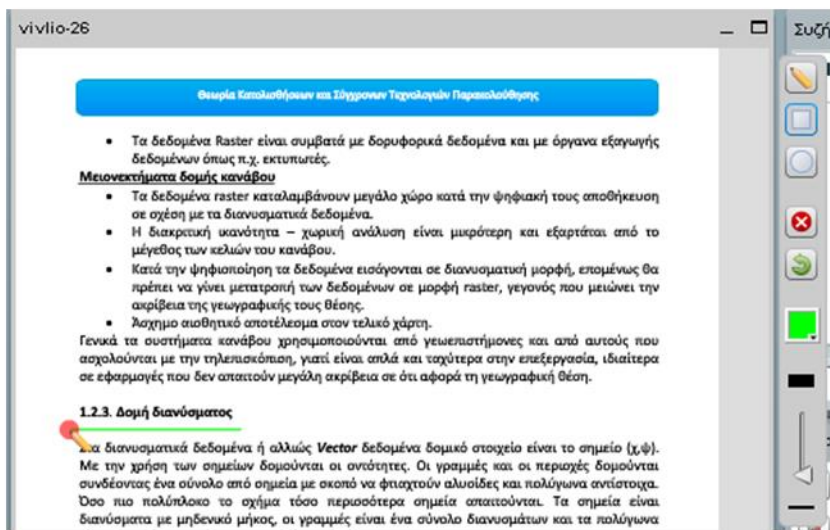 vivlio-26
Συζή
Θεωρία Κατολισθήσεων και Σύγχρονων Τεχνολογιών Παρακολούθησης
• Τα δεδομένα Raster είναι συμβατά με δορυφορικά δεδομένα και με όργανα εξαγωγής
δεδομένων όπως π.χ. εκτυπωτές.
Μειονεκτήματα δομής κανάβου
• Τα δεδομένα raster καταλαμβάνουν μεγάλο χώρο κατά την ψηφιακή τους αποθήκευση
σε σχέση με τα διανυσματικά δεδομένα.
• Η διακριτική ικανότητα – χωρική ανάλυση είναι μικρότερη και εξαρτάται από το
μέγεθος των κελιών του κανάβου.
• Κατά την ψηφιοποίηση τα δεδομένα εισάγονται σε διανυσματική μορφή, επομένως θα
πρέπει να γίνει μετατροπή των δεδομένων σε μορφή raster, γεγονός που μειώνει την
ακρίβεια της γεωγραφικής τους θέσης.
• Άσχημο αισθητικό αποτέλεσμα στον τελικό χάρτη.
Γενικά τα συστήματα κανάβου χρησιμοποιούνται από γεωεπιστήμονες και από αυτούς που
ασχολούνται με την τηλεπισκόπιση, γιατί είναι απλά και ταχύτερα στην επεξεργασία, ιδιαίτερα
σε εφαρμογές που δεν απαιτούν μεγάλη ακρίβεια σε ότι αφορά τη γεωγραφική θέση.
1.2.3. Δομή διανύσματος
διανυσματικά δεδομένα ή αλλιώς Vector δεδομένα δομικό στοιχείο είναι το σημείο (χ,ψ).
Με την χρήση των σημείων δομούνται οι οντότητες. Οι γραμμές και οι περιοχές δομούνται
συνδέοντας ένα σύνολο από σημεία με σκοπό να φτιαχτούν αλυσίδες και πολύγωνα αντίστοιχα.
Όσο πιο πολύπλοκο το σχήμα τόσο περισσότερα σημεία απαιτούνται. Τα σημεία είναι
διανύσματα με μηδενικό μήκος, οι γραμμές είναι ένα σύνολο διανυσμάτων και τα πολύγωνα